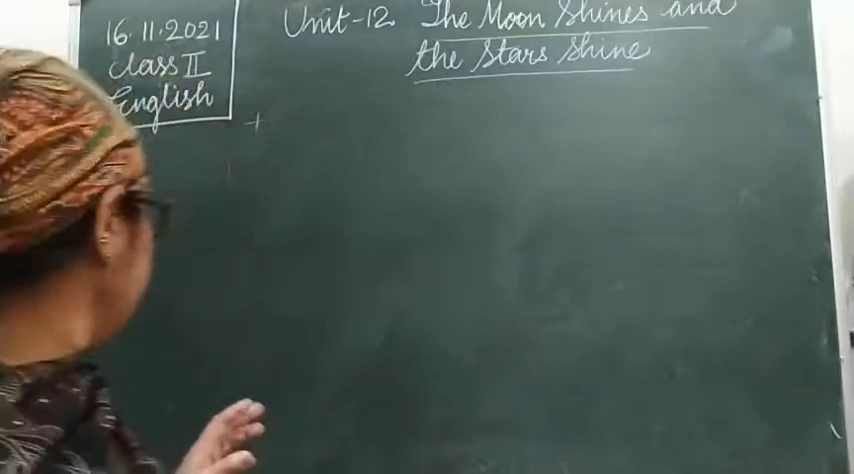 16.11.2021
Class II
English
Unit-12 The Moon Shines and
the Stars Shine